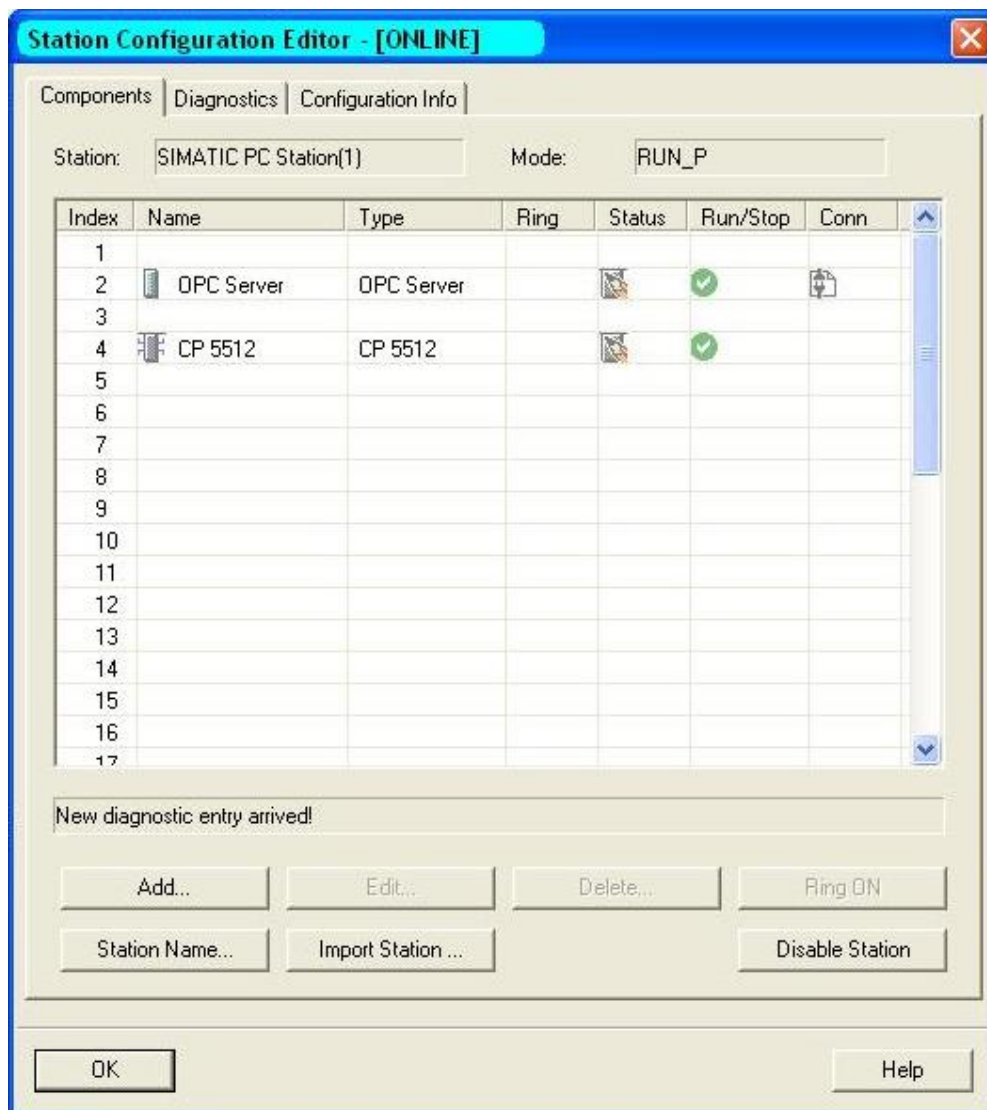 Station Configuration Editor - [ONLINE]
Components Diagnostics Configuration Info
Station: SIMATIC PC Station(1) Mode: RUN_P
Index Name Type Ring Status Run/Stop Conn
1
2 OPC Server OPC Server
3
4 CP 5512 CP 5512
5
6
7
8
9
10
11
12
13
14
15
16
17
New diagnostic entry arrived!
Add... Edit... Delete... Ring ON
Station Name... Import Station ... Disable Station
OK Help